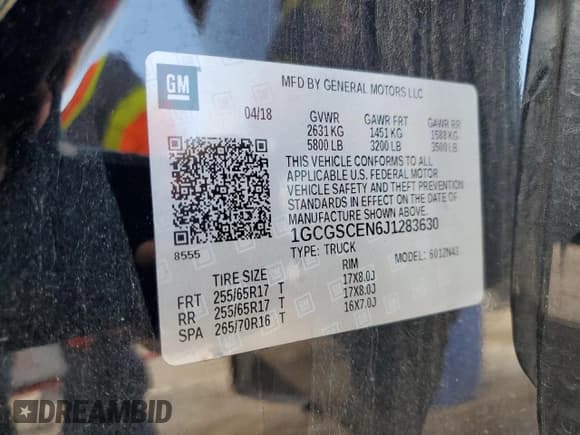 GM
MFD BY GENERAL MOTORS LLC
04/18 GVWR GAWR FRT GAWR RR
2631 KG 1451 KG 1588 KG
5800 LB 3200 LB 3500 LB
THIS VEHICLE CONFORMS TO ALL
APPLICABLE U.S. FEDERAL MOTOR
VEHICLE SAFETY AND THEFT PREVENTION
STANDARDS IN EFFECT ON THE DATE OF
MANUFACTURE SHOWN ABOVE.
1GCGSCEN6J1283630
8555 TYPE: TRUCK MODEL: 6012N43
TIRE SIZE RIM
FRT 255/65R17 T 17X8.0J
RR 255/65R17 T 17X8.0J
SPA 265/70R16 T 16X7.0J
DREAMBID